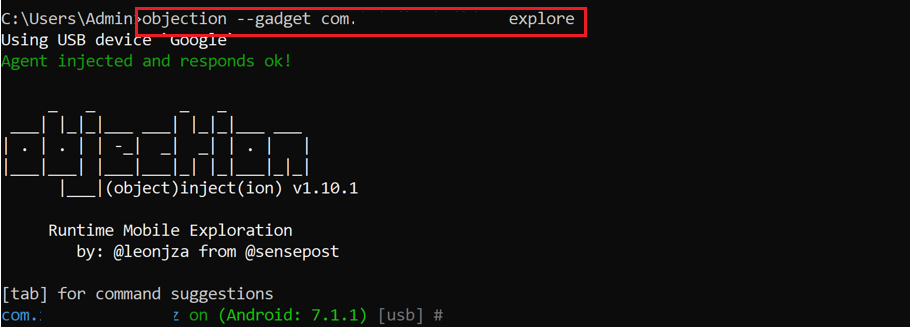 C:\Users\Admin>objection --gadget com. explore
Using USB device `Google`
Agent injected and responds ok!
(object)inject(ion) v1.10.1
Runtime Mobile Exploration
by: @leonjza from @sensepost
[tab] for command suggestions
com. z on (Android: 7.1.1) [usb] #